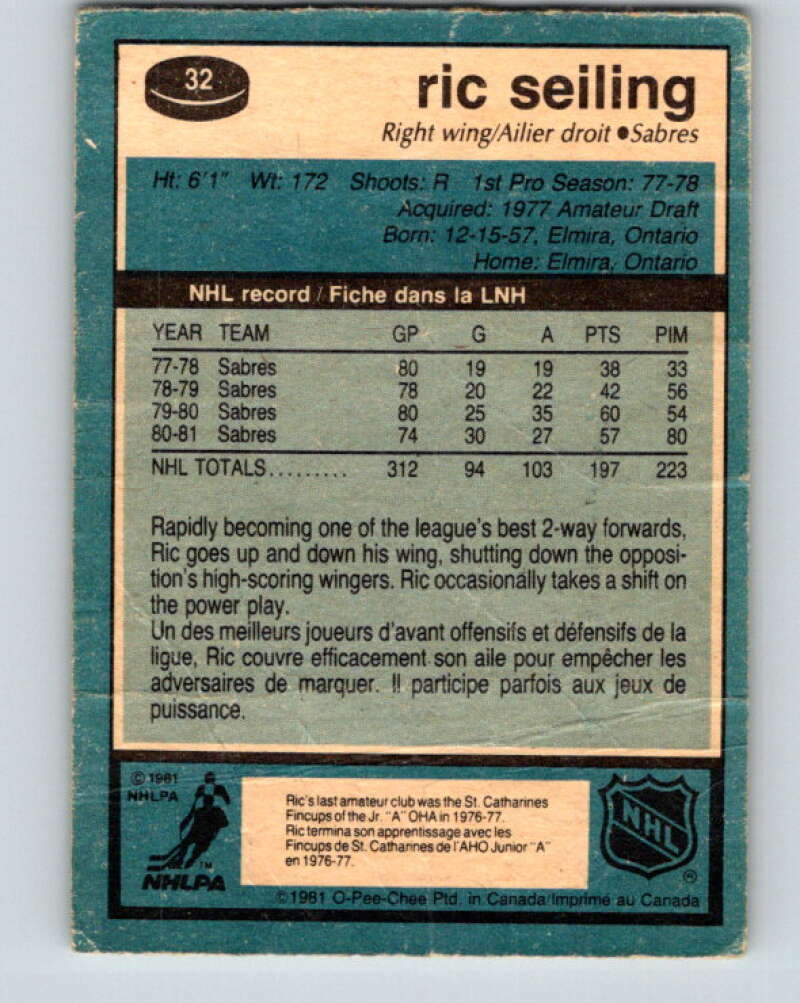 32
ric seiling
Right wing/Ailier droit ●Sabres
Ht: 6'1" Wt: 172 Shoots: R 1st Pro Season: 77-78
Acquired: 1977 Amateur Draft
Born: 12-15-57, Elmira, Ontario
Home: Elmira, Ontario
NHL record / Fiche dans la LNH
YEAR TEAM GP G A PTS PIM
77-78 Sabres 80 19 19 38 33
78-79 Sabres 78 20 22 42 56
79-80 Sabres 80 25 35 60 54
80-81 Sabres 74 30 27 57 80
NHL TOTALS......... 312 94 103 197 223
Rapidly becoming one of the league's best 2-way forwards,
Ric goes up and down his wing, shutting down the opposi-
tion's high-scoring wingers. Ric occasionally takes a shift on
the power play.
Un des meilleurs joueurs d'avant offensifs et défensifs de la
ligue, Ric couvre efficacement son aile pour empêcher les
adversaires de marquer. Il participe parfois aux jeux de
puissance.
© 1981
NHLPA
TM
NHLPA
Ric's last amateur club was the St. Catharines
Fincups of the Jr. "A" OHA in 1976-77.
Ric termina son apprentissage avec les
Fincups de St. Catharines de l'AHO Junior "A"
en 1976-77.
NHL
®
©1981 O-Pee-Chee Ptd. in Canada/Imprimé au Canada